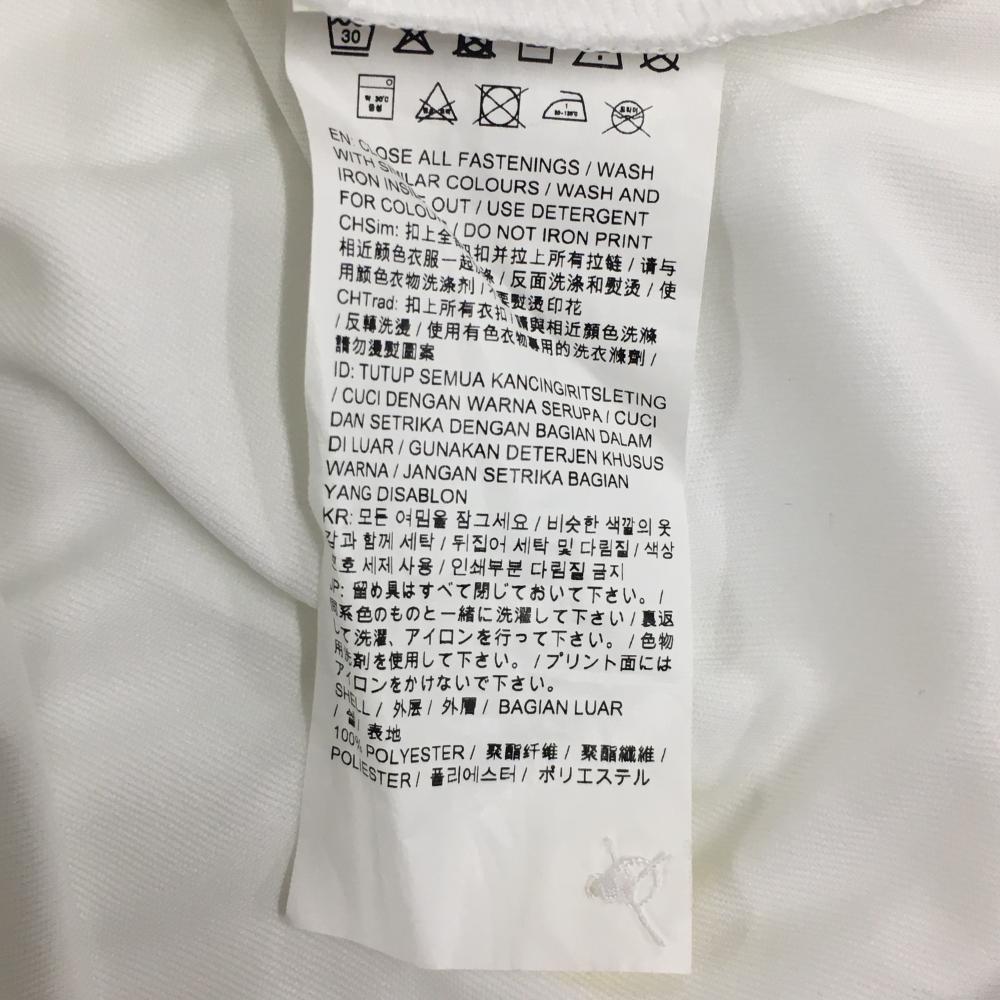 30
약 30℃
중성
1
80-120℃
드라이
EN: CLOSE ALL FASTENINGS / WASH
WITH SIMILAR COLOURS / WASH AND
IRON INSIDE OUT / USE DETERGENT
FOR COLOUR / DO NOT IRON PRINT
CHSim: 扣上全 扣并拉上所有拉链 / 请与
相近颜色衣服一起 涤 / 反面洗涤和熨烫 / 使
用颜色衣物洗涤剂 / 要熨烫印花
CHTrad: 扣上所有衣扣 / 請與相近顏色洗滌
/ 反轉洗燙 / 使用有色衣物專用的洗衣滌劑 /
請勿燙熨圖案
ID: TUTUP SEMUA KANCING/RITSLETING
/ CUCI DENGAN WARNA SERUPA / CUCI
DAN SETRIKA DENGAN BAGIAN DALAM
DI LUAR / GUNAKAN DETERJEN KHUSUS
WARNA / JANGAN SETRIKA BAGIAN
YANG DISABLON
KR: 모든 여밈을 잠그세요 / 비슷한 색깔의 옷
감과 함께 세탁 / 뒤집어 세탁 및 다림질 / 색상
보호 세제 사용 / 인쇄부분 다림질 금지
JP: 留め具はすべて閉じておいて下さい。 /
同系色のものと一緒に洗濯して下さい / 裏返
して洗濯、アイロンを行って下さい。 / 色物
用洗剤を使用して下さい。 / プリント面には
アイロンをかけないで下さい。
SHELL / 外层 / 外層 / BAGIAN LUAR
/ 쉘 / 表地
100% POLYESTER / 聚酯纤维 / 聚酯纖維 /
POLIESTER / 폴리에스터 / ポリエステル